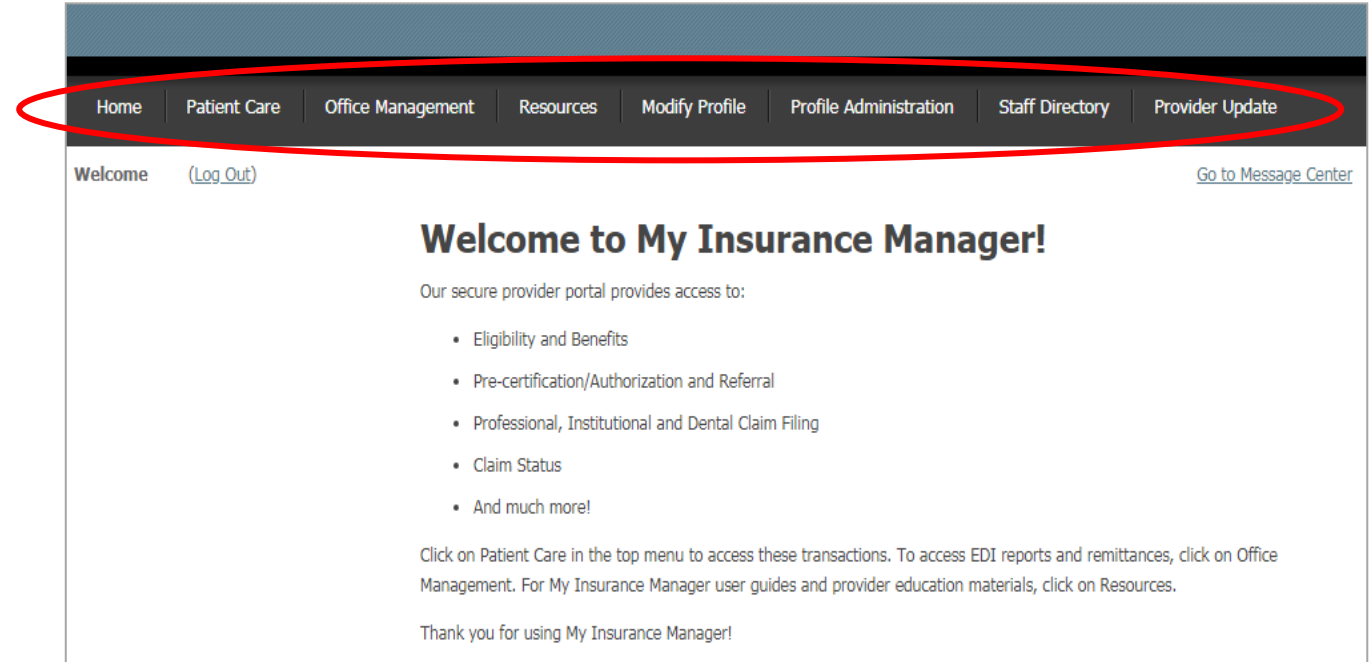 Home Patient Care Office Management Resources Modify Profile Profile Administration Staff Directory Provider Update
Welcome (Log Out) Go to Message Center
Welcome to My Insurance Manager!
Our secure provider portal provides access to:
• Eligibility and Benefits
• Pre-certification/Authorization and Referral
• Professional, Institutional and Dental Claim Filing
• Claim Status
• And much more!
Click on Patient Care in the top menu to access these transactions. To access EDI reports and remittances, click on Office
Management. For My Insurance Manager user guides and provider education materials, click on Resources.
Thank you for using My Insurance Manager!